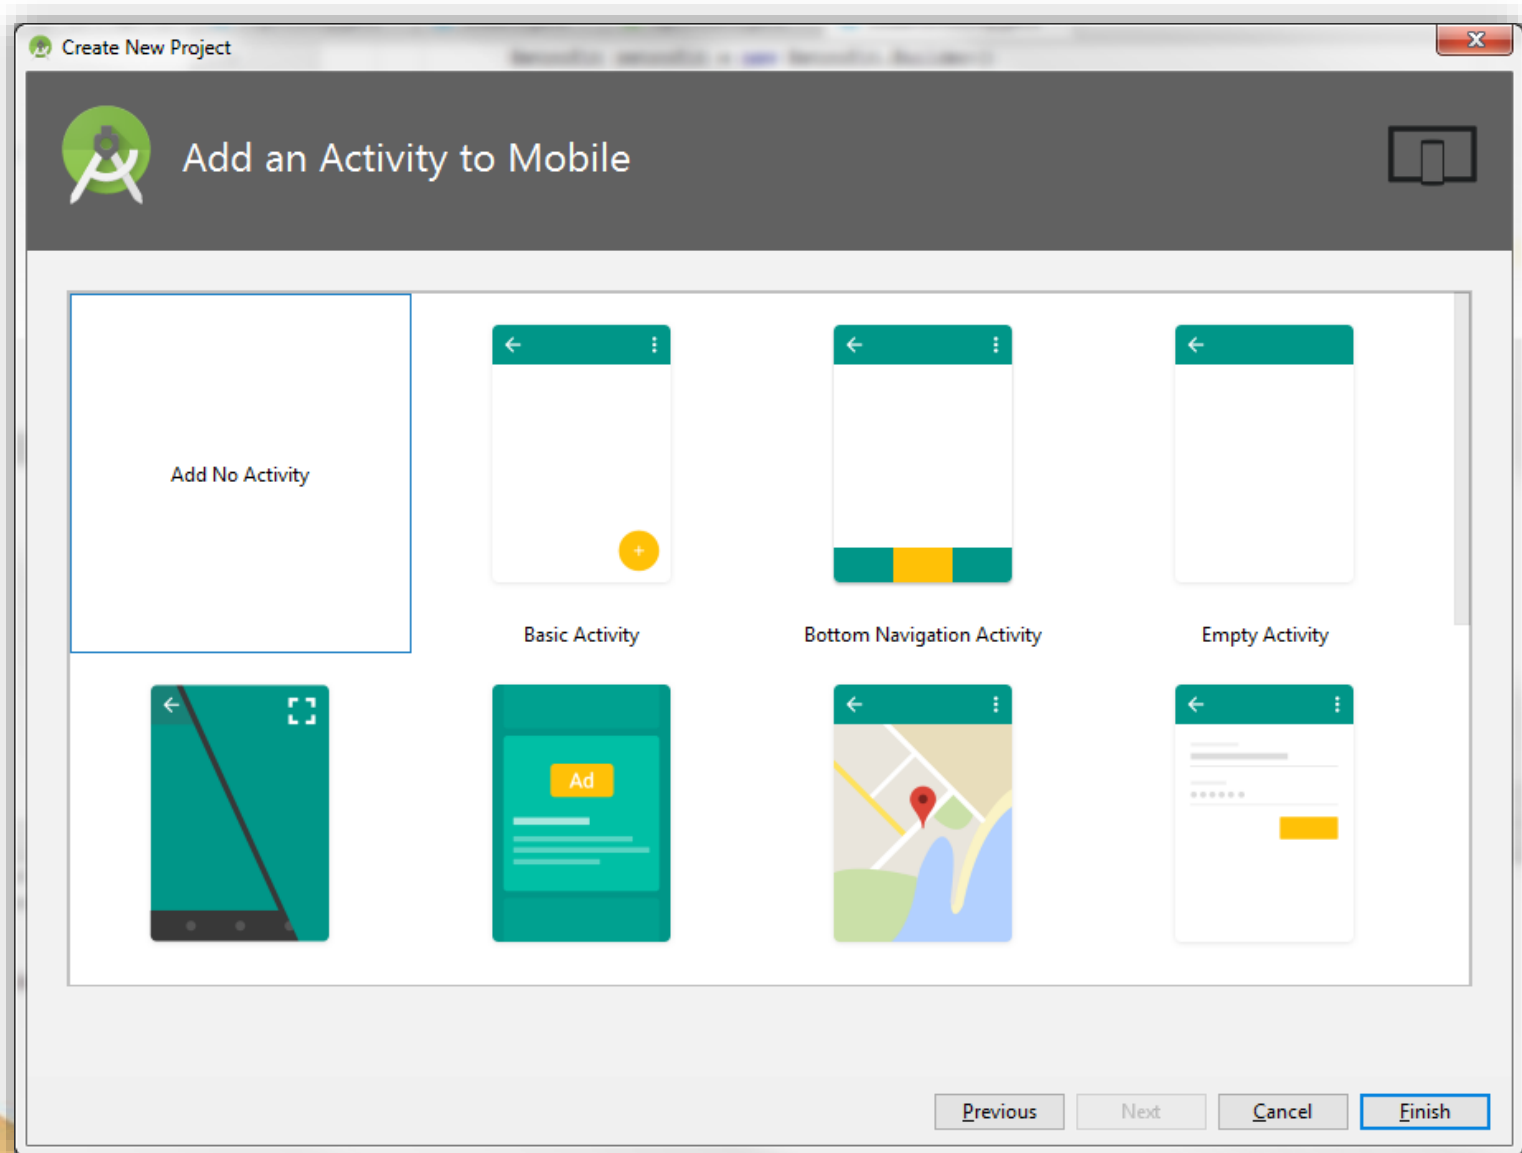 Create New Project
new
Add an Activity to Mobile
Add No Activity
Basic Activity
Bottom Navigation Activity
Empty Activity
Ad
Previous
Next
Cancel
Finish